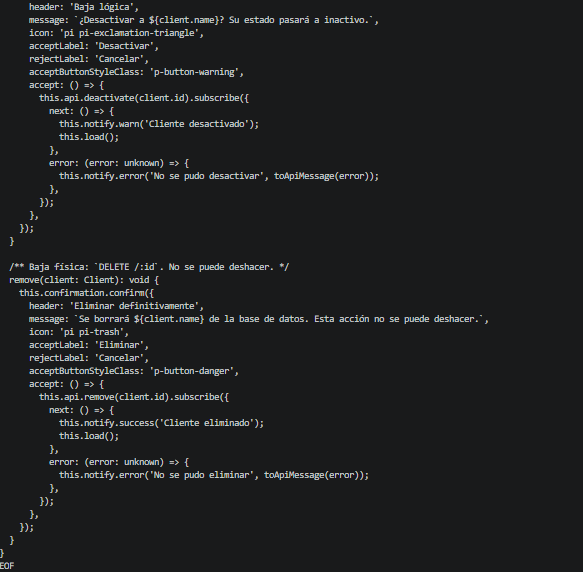 header: 'Baja lógica',
    message: `¿Desactivar a ${client.name}? Su estado pasará a inactivo.`,
    icon: 'pi pi-exclamation-triangle',
    acceptLabel: 'Desactivar',
    rejectLabel: 'Cancelar',
    acceptButtonStyleClass: 'p-button-warning',
    accept: () => {
      this.api.deactivate(client.id).subscribe({
        next: () => {
          this.notify.warn('Cliente desactivado');
          this.load();
        },
        error: (error: unknown) => {
          this.notify.error('No se pudo desactivar', toApiMessage(error));
        },
      });
    },
  });
}

/** Baja física: `DELETE /:id`. No se puede deshacer. */
remove(client: Client): void {
  this.confirmation.confirm({
    header: 'Eliminar definitivamente',
    message: `Se borrará ${client.name} de la base de datos. Esta acción no se puede deshacer.`,
    icon: 'pi pi-trash',
    acceptLabel: 'Eliminar',
    rejectLabel: 'Cancelar',
    acceptButtonStyleClass: 'p-button-danger',
    accept: () => {
      this.api.remove(client.id).subscribe({
        next: () => {
          this.notify.success('Cliente eliminado');
          this.load();
        },
        error: (error: unknown) => {
          this.notify.error('No se pudo eliminar', toApiMessage(error));
        },
      });
    },
  });
}
}
EOF